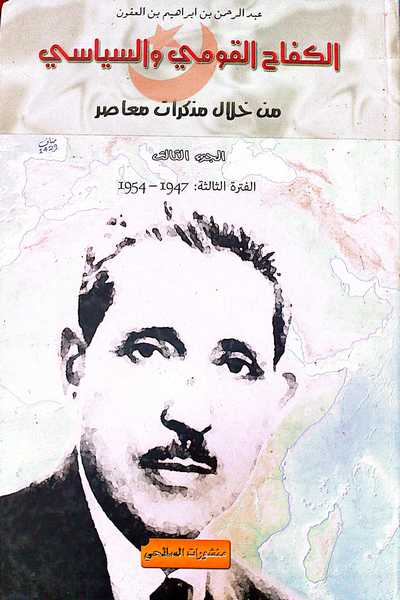 عبد الرحمن بن ابراهيم بن العقون
الكفاح القومي والسياسي
من خلال مذكرات معاصر
الجزء الثالث
الفترة الثالثة: 1947 – 1954
منشورات السائحي